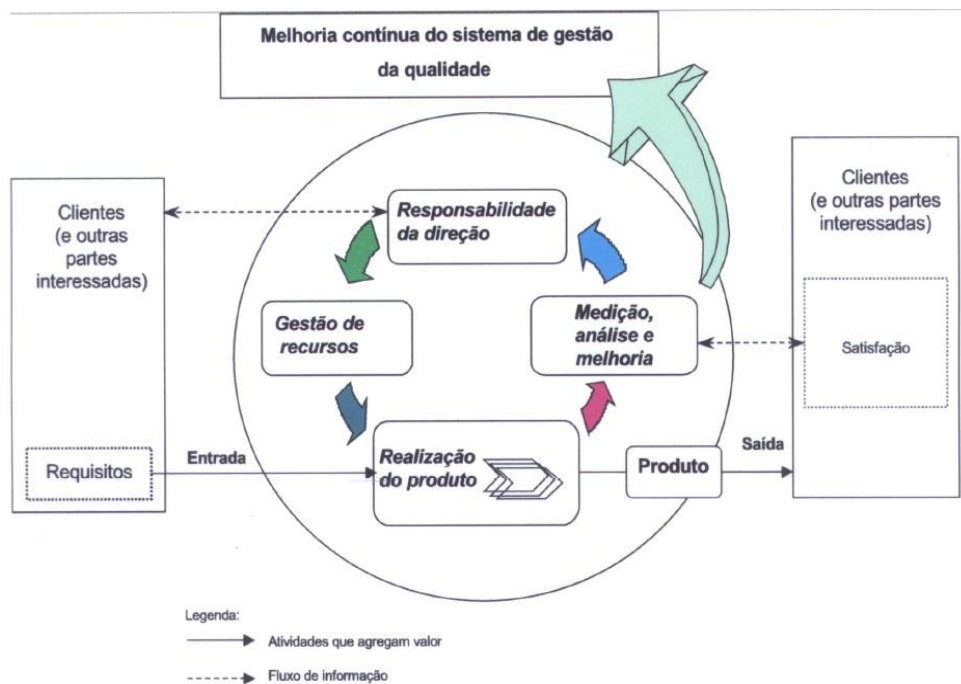 Melhoria contínua do sistema de gestão
da qualidade
Clientes
(e outras
partes
interessadas)
Responsabilidade
da direção
Clientes
(e outras partes
interessadas)
Gestão de
recursos
Medição,
análise e
melhoria
Satisfação
Requisitos
Entrada
Realização
do produto
Produto
Saída
Legenda:
Atividades que agregam valor
Fluxo de informação